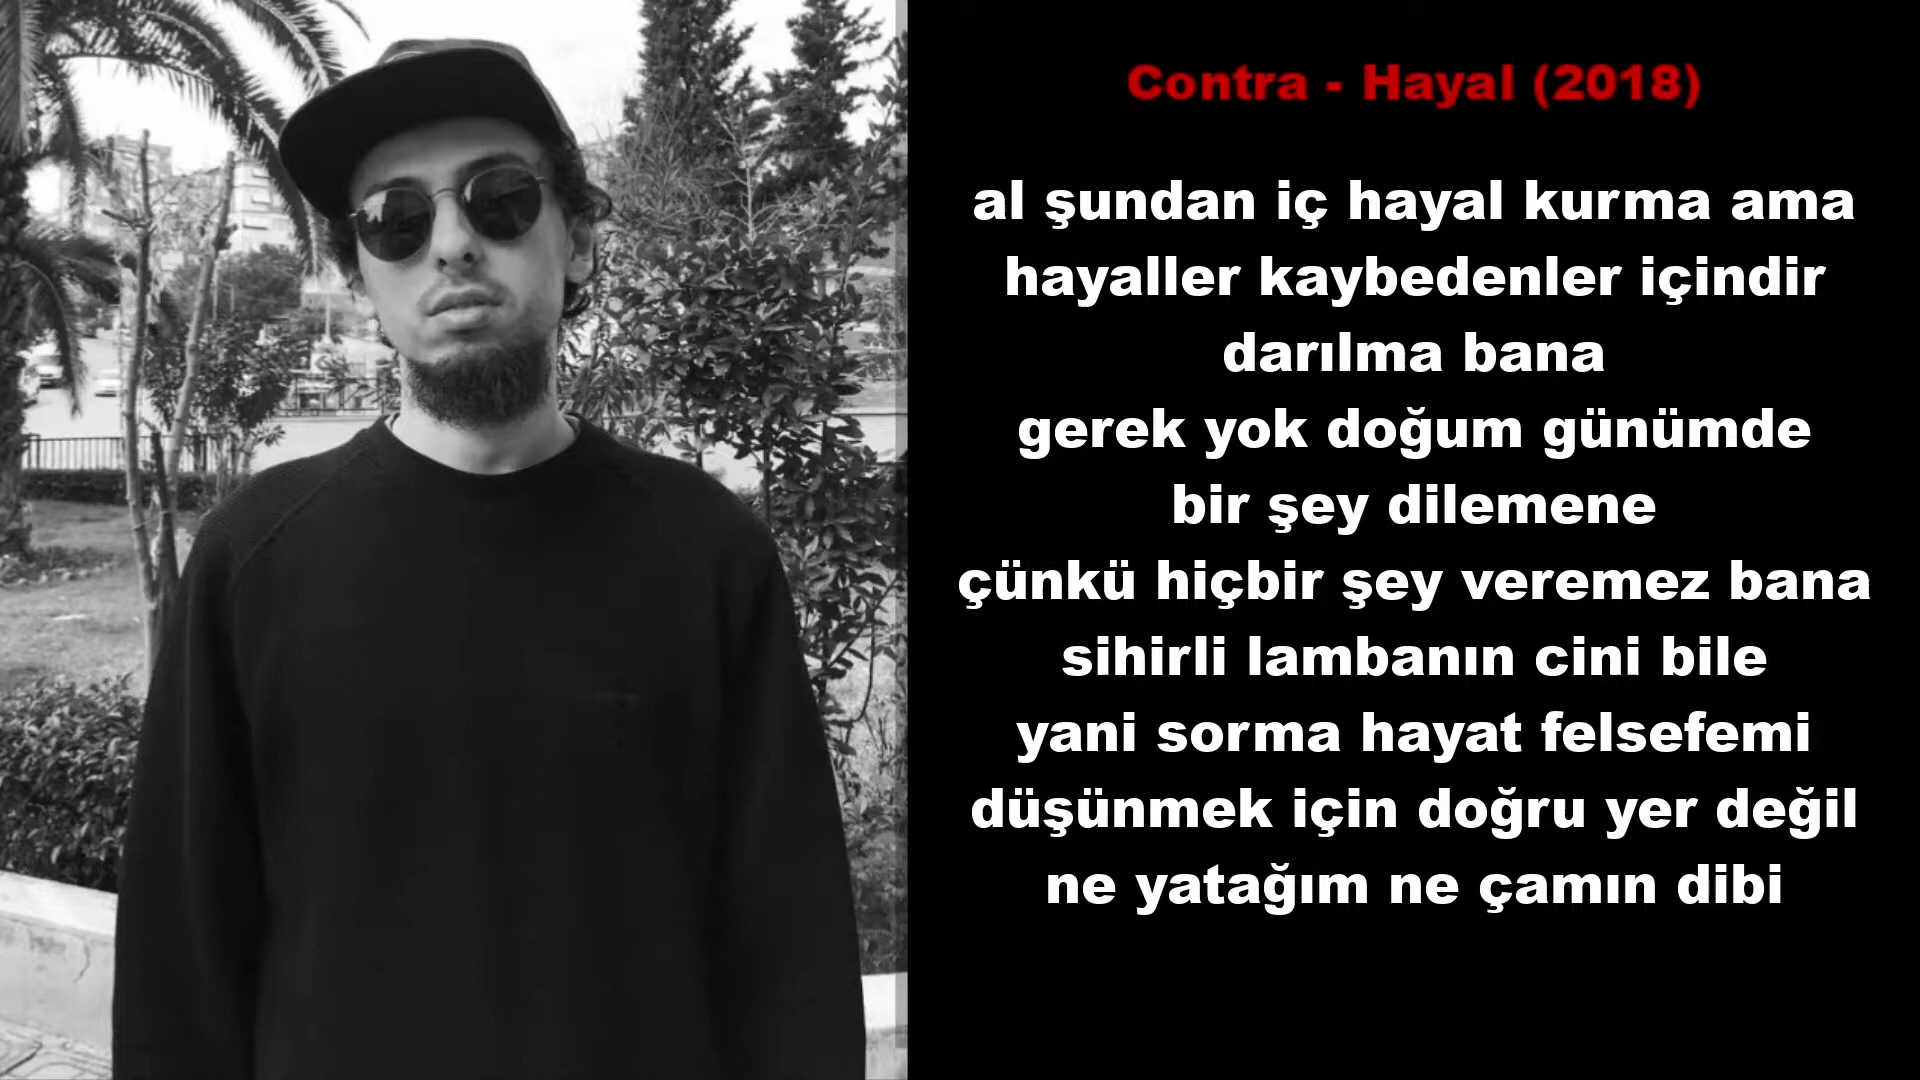 Contra - Hayal (2018)
al şundan iç hayal kurma ama
hayaller kaybedenler içindir
darılma bana
gerek yok doğum günümde
bir şey dilemene
çünkü hiçbir şey veremez bana
sihirli lambanın cini bile
yani sorma hayat felsefemi
düşünmek için doğru yer değil
ne yatağım ne çamın dibi